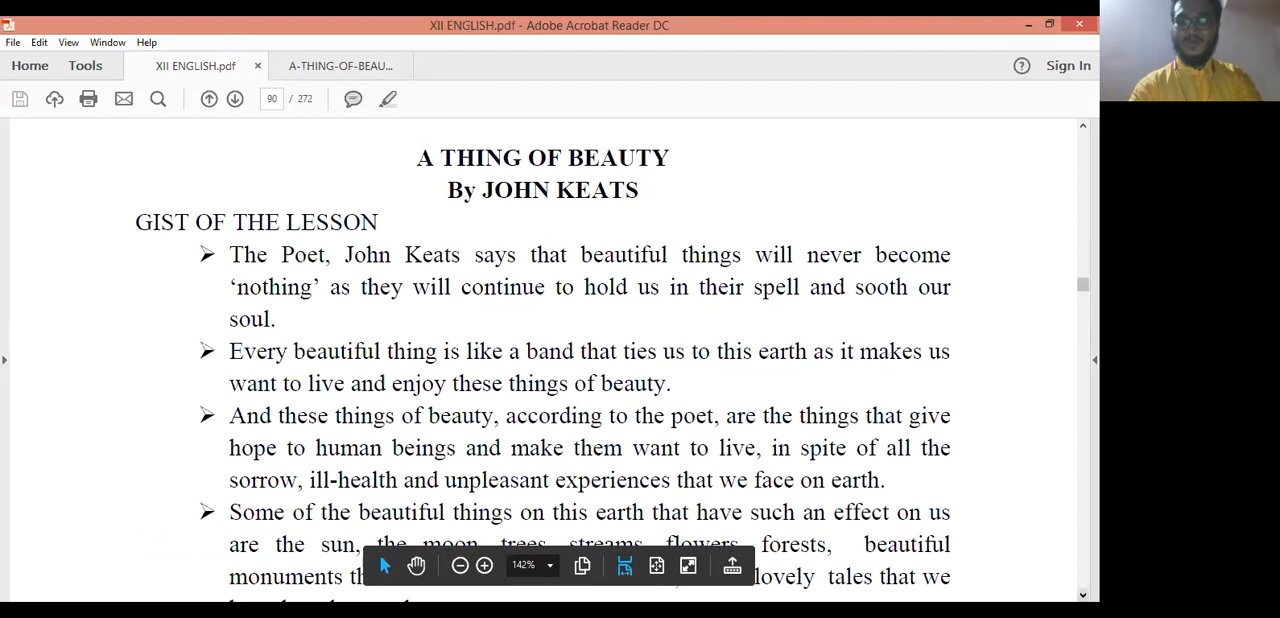 XII ENGLISH.pdf - Adobe Acrobat Reader DC
File Edit View Window Help
Home Tools XII ENGLISH.pdf × A-THING-OF-BEAU... ? Sign In
90 / 272
A THING OF BEAUTY
By JOHN KEATS
GIST OF THE LESSON
➢ The Poet, John Keats says that beautiful things will never become
‘nothing’ as they will continue to hold us in their spell and sooth our
soul.
➢ Every beautiful thing is like a band that ties us to this earth as it makes us
want to live and enjoy these things of beauty.
➢ And these things of beauty, according to the poet, are the things that give
hope to human beings and make them want to live, in spite of all the
sorrow, ill-health and unpleasant experiences that we face on earth.
➢ Some of the beautiful things on this earth that have such an effect on us
are the sun, the moon, trees, streams, flowers, forests, beautiful
142%
monuments lovely tales that we